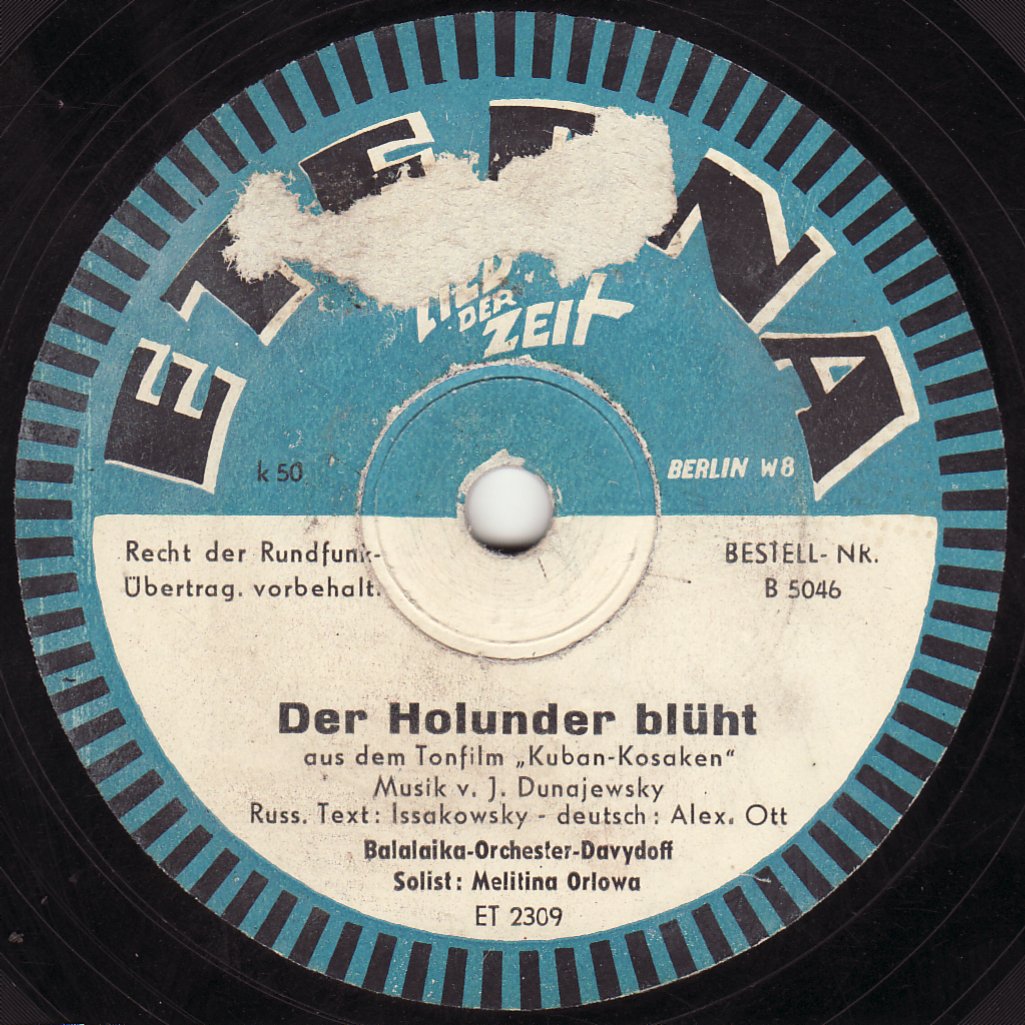 ETERNA
LIED
DER
ZEIT
k 50
BERLIN W8
Recht der Rundfunk-
Übertrag. vorbehalt.
BESTELL- NR.
B 5046
Der Holunder blüht
aus dem Tonfilm „Kuban-Kosaken“
Musik v. J. Dunajewsky
Russ. Text: Issakowsky - deutsch: Alex. Ott
Balalaika-Orchester-Davydoff
Solist: Melitina Orlowa
ET 2309